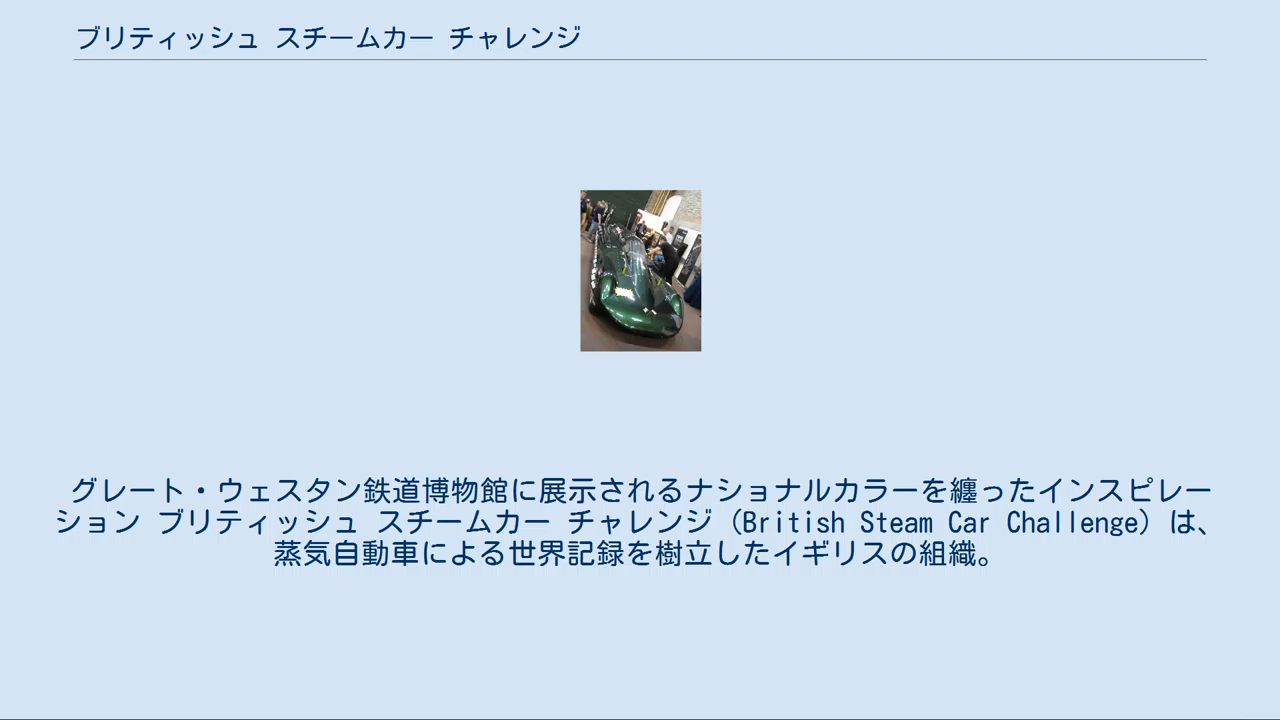 ブリティッシュ スチームカー チャレンジ
グレート・ウェスタン鉄道博物館に展示されるナショナルカラーを纏ったインスピレー
ション ブリティッシュ スチームカー チャレンジ（British Steam Car Challenge）は、
蒸気自動車による世界記録を樹立したイギリスの組織。